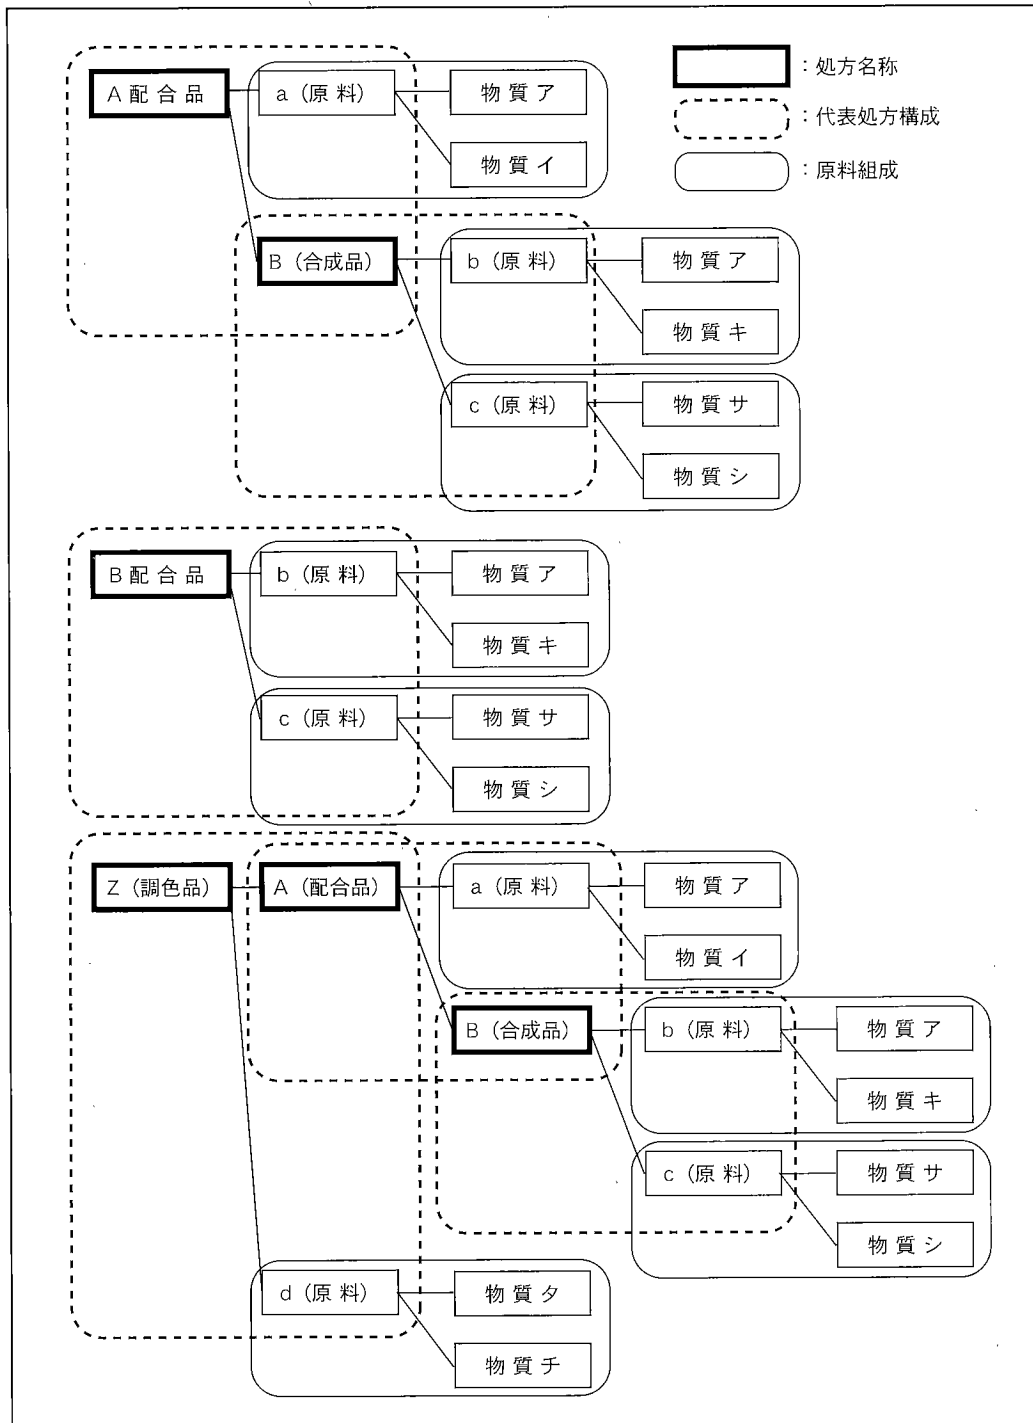 A配合品
a（原料）
物質ア
物質イ
：処方名称
：代表処方構成
：原料組成
B（合成品）
b（原料）
物質ア
物質キ
c（原料）
物質サ
物質シ
B配合品
b（原料）
物質ア
物質キ
c（原料）
物質サ
物質シ
Z（調色品）
A（配合品）
a（原料）
物質ア
物質イ
B（合成品）
b（原料）
物質ア
物質キ
c（原料）
物質サ
物質シ
d（原料）
物質タ
物質チ